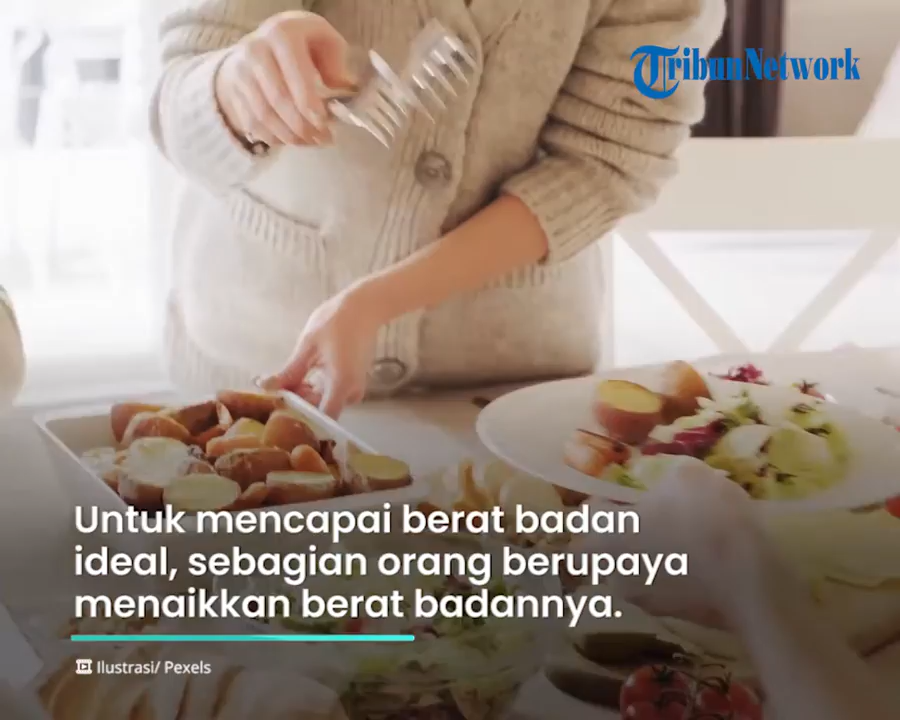 TribunNetwork
Untuk mencapai berat badan
ideal, sebagian orang berupaya
menaikkan berat badannya.
Ilustrasi/ Pexels